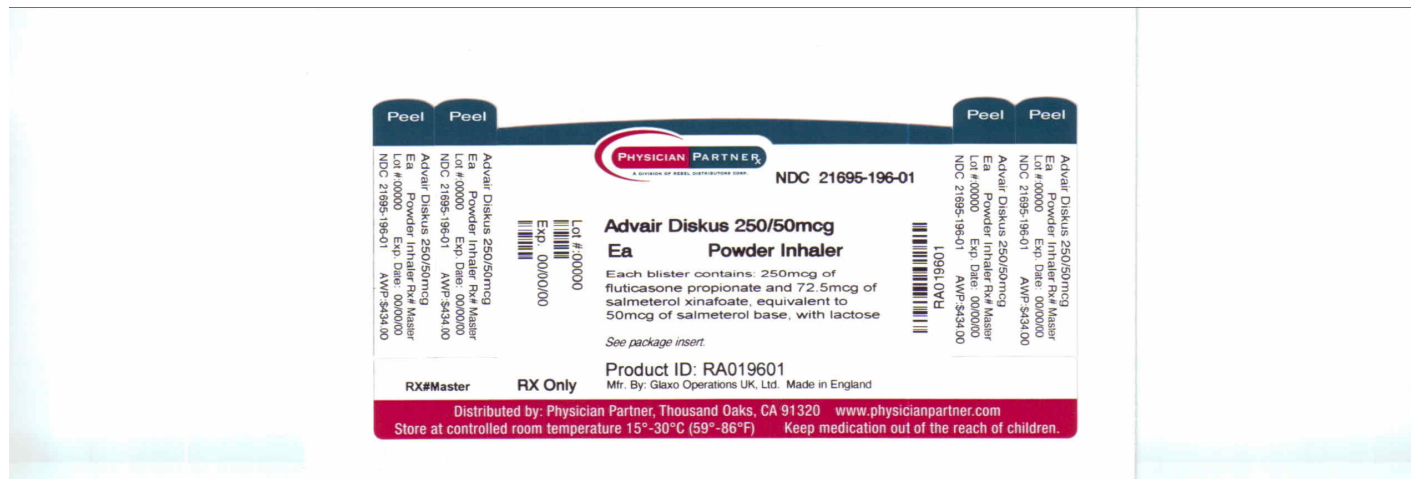 Peel Peel
Advair Diskus 250/50mcg
Ea Powder Inhaler Rx# Master
Lot #:00000 Exp. Date: 00/00/00
NDC 21695-196-01 AWP:$434.00
Advair Diskus 250/50mcg
Ea Powder Inhaler Rx# Master
Lot #:00000 Exp. Date: 00/00/00
NDC 21695-196-01 AWP:$434.00
RX#Master
Lot #:00000
Exp. 00/00/00
RX Only
PHYSICIAN PARTNER Rx
A DIVISION OF REBEL DISTRIBUTORS CORP.
NDC 21695-196-01
Advair Diskus 250/50mcg
Ea Powder Inhaler
Each blister contains: 250mcg of
fluticasone propionate and 72.5mcg of
salmeterol xinafoate, equivalent to
50mcg of salmeterol base, with lactose
See package insert.
Product ID: RA019601
Mfr. By: Glaxo Operations UK, Ltd. Made in England
RA019601
Peel Peel
Advair Diskus 250/50mcg
Ea Powder Inhaler Rx# Master
Lot #:00000 Exp. Date: 00/00/00
NDC 21695-196-01 AWP:$434.00
Advair Diskus 250/50mcg
Ea Powder Inhaler Rx# Master
Lot #:00000 Exp. Date: 00/00/00
NDC 21695-196-01 AWP:$434.00
Distributed by: Physician Partner, Thousand Oaks, CA 91320 www.physicianpartner.com
Store at controlled room temperature 15°-30°C (59°-86°F) Keep medication out of the reach of children.